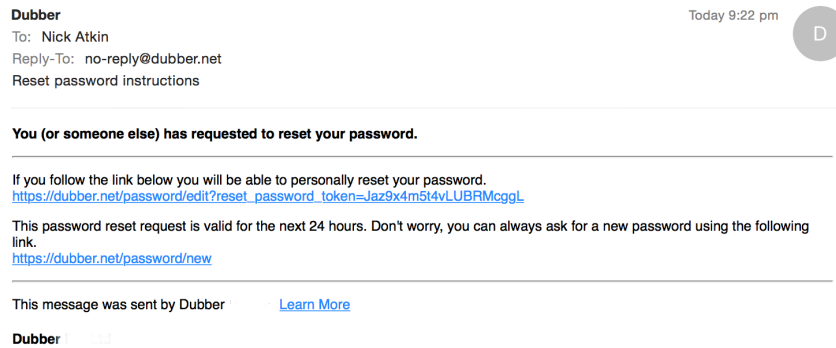 Dubber
Today 9:22 pm
D
To: Nick Atkin
Reply-To: no-reply@dubber.net
Reset password instructions
You (or someone else) has requested to reset your password.
If you follow the link below you will be able to personally reset your password.
https://dubber.net/password/edit?reset_password_token=Jaz9x4m5t4vLUBRMcggL
This password reset request is valid for the next 24 hours. Don't worry, you can always ask for a new password using the following
link.
https://dubber.net/password/new
This message was sent by Dubber Learn More
Dubber